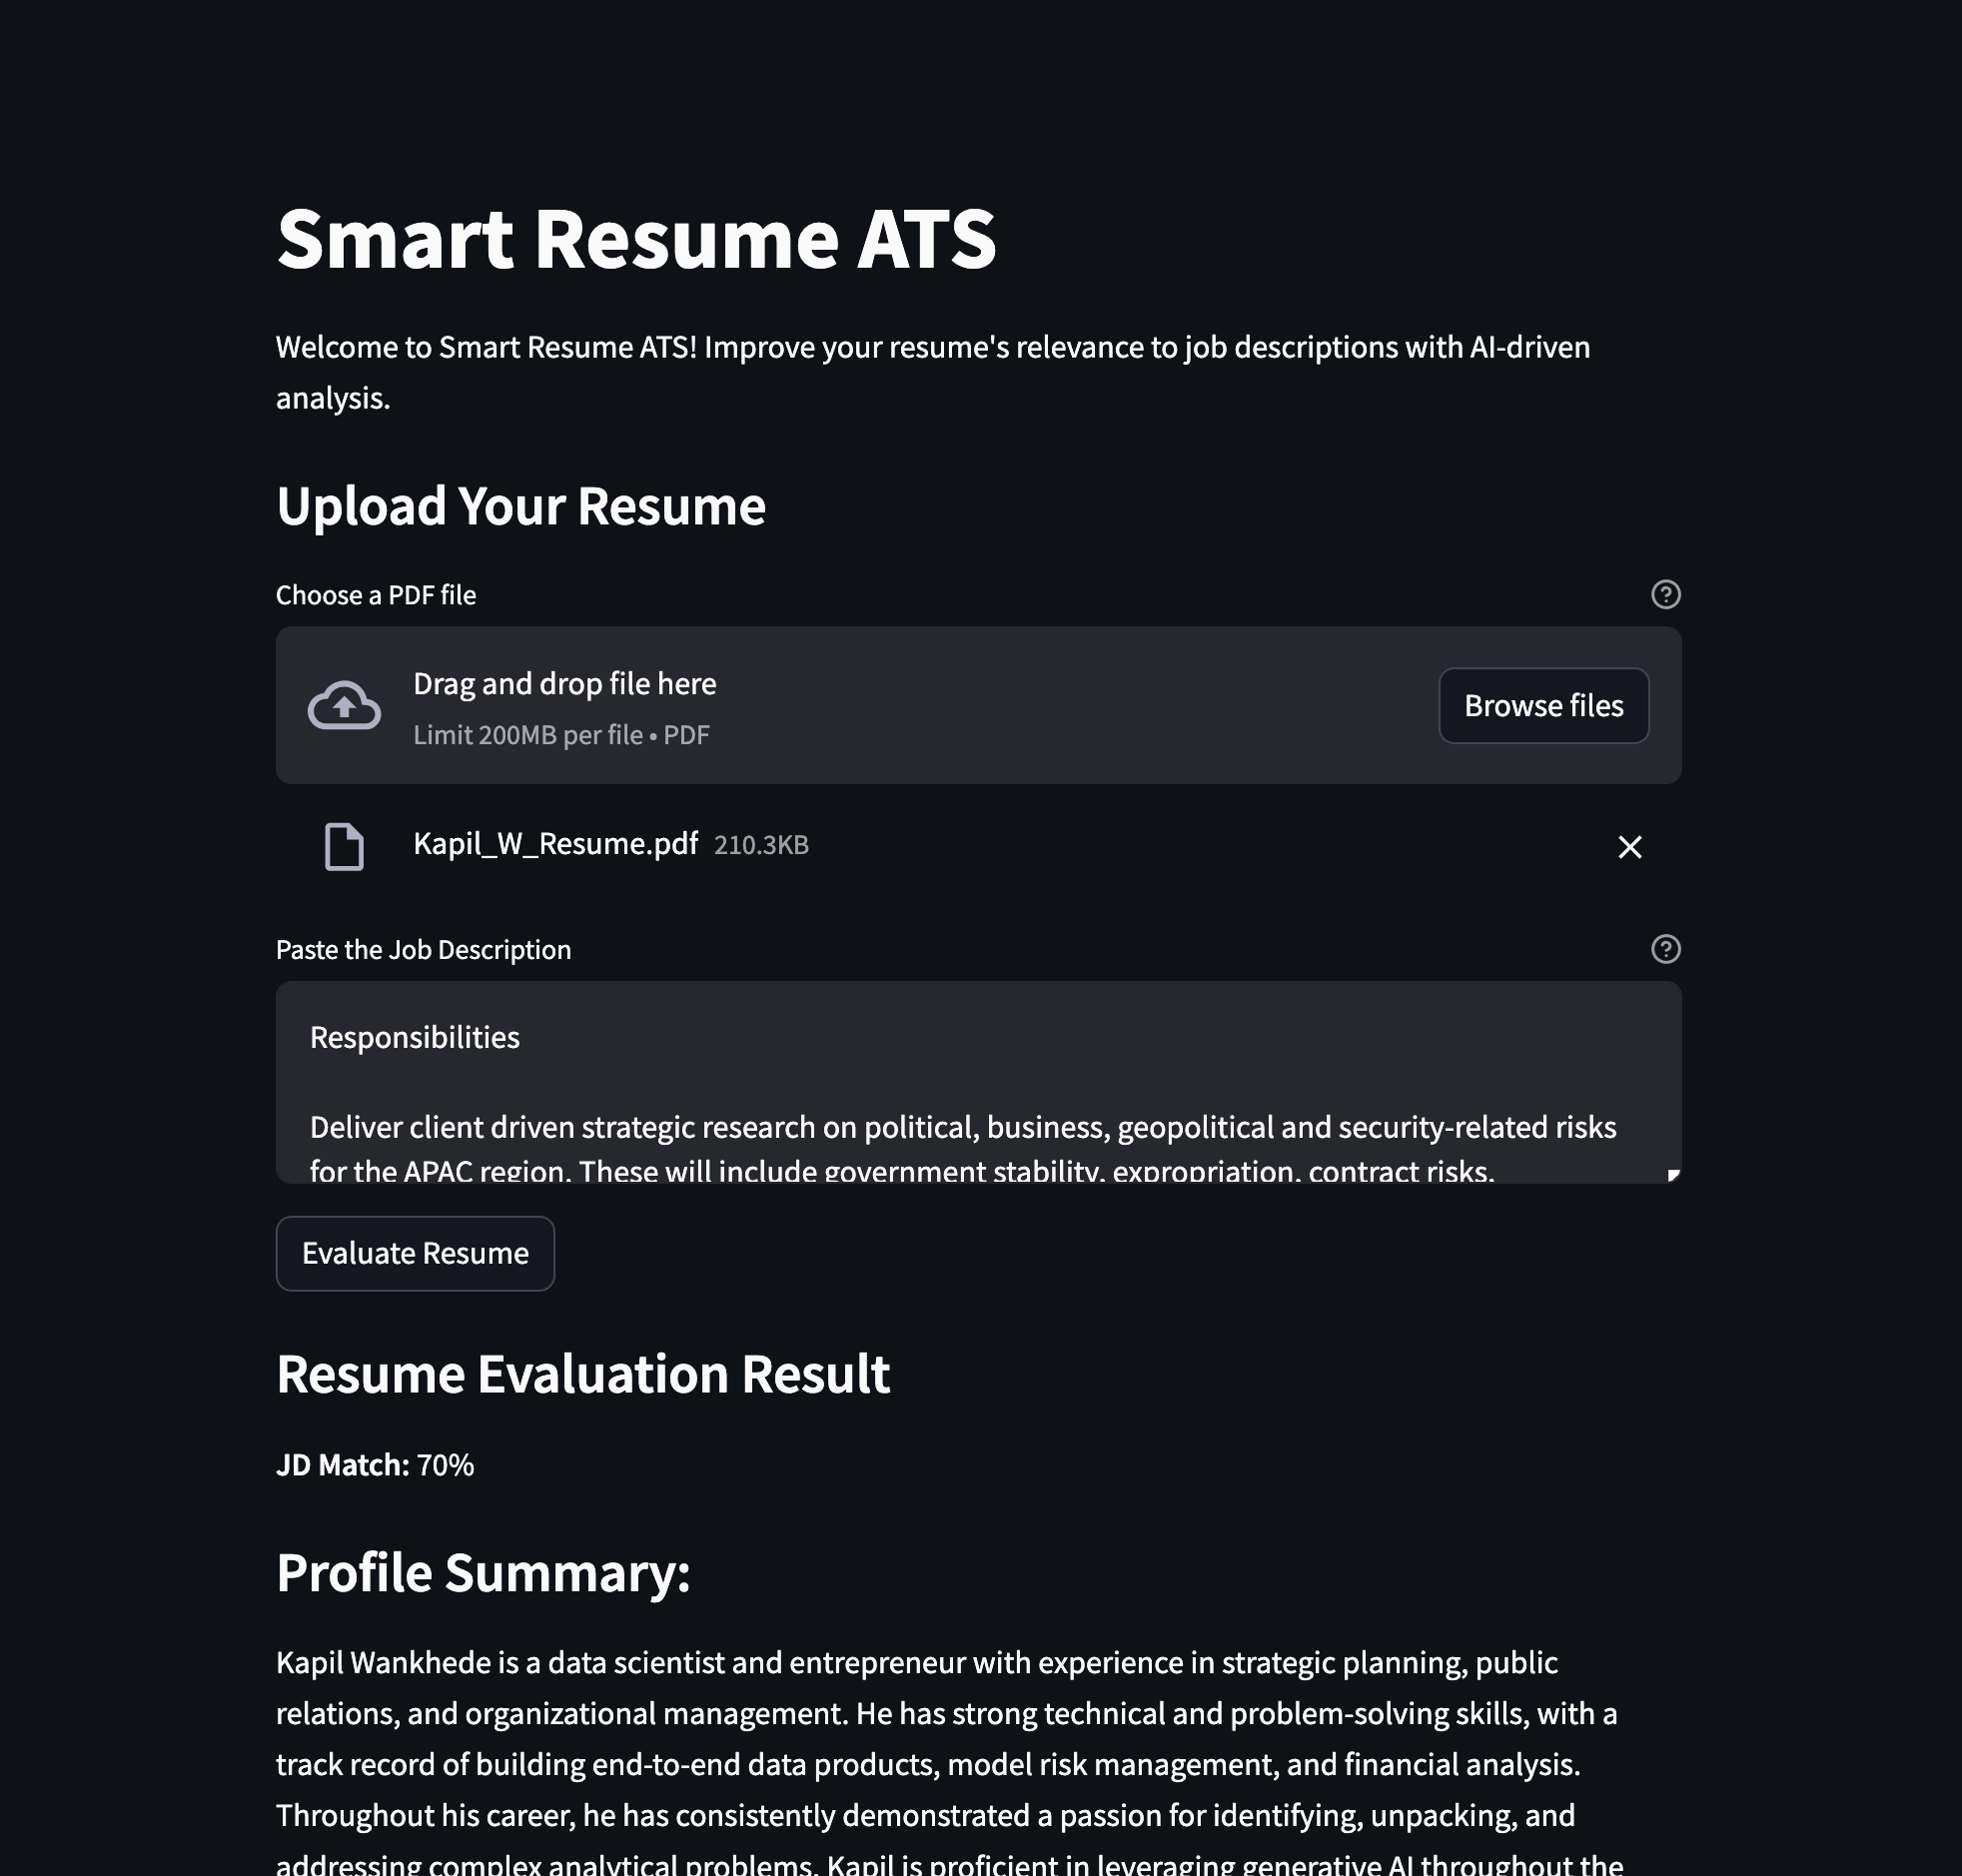 Smart Resume ATS
Welcome to Smart Resume ATS! Improve your resume's relevance to job descriptions with AI-driven
analysis.
Upload Your Resume
Choose a PDF file
Drag and drop file here
Limit 200MB per file • PDF
Browse files
Kapil_W_Resume.pdf 210.3KB
Paste the Job Description
Responsibilities
Deliver client driven strategic research on political, business, geopolitical and security-related risks
for the APAC region. These will include government stability, expropriation, contract risks,
Evaluate Resume
Resume Evaluation Result
JD Match: 70%
Profile Summary:
Kapil Wankhede is a data scientist and entrepreneur with experience in strategic planning, public
relations, and organizational management. He has strong technical and problem-solving skills, with a
track record of building end-to-end data products, model risk management, and financial analysis.
Throughout his career, he has consistently demonstrated a passion for identifying, unpacking, and
addressing complex analytical problems. Kapil is proficient in leveraging generative AI throughout the